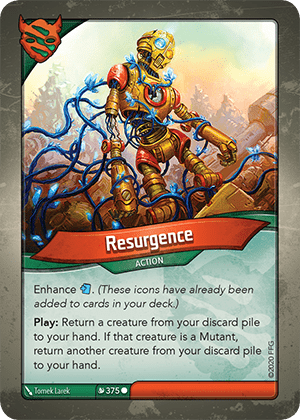 Resurgence
ACTION
Enhance . (These icons have already been
added to cards in your deck.)
Play: Return a creature from your discard pile
to your hand. If that creature is a Mutant,
return another creature from your discard pile
to your hand.
Tomek Larek
375
©2020 FFG